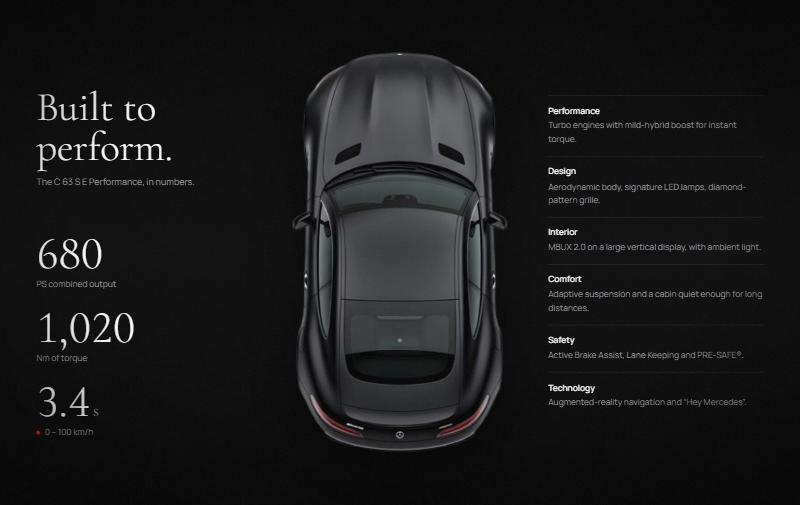 Built to
perform.
The C 63 S E Performance, in numbers.
680
PS combined output
1,020
Nm of torque
3.4 s
0 – 100 km/h
Performance
Turbo engines with mild-hybrid boost for instant
torque.
Design
Aerodynamic body, signature LED lamps, diamond-
pattern grille.
Interior
MBUX 2.0 on a large vertical display, with ambient light.
Comfort
Adaptive suspension and a cabin quiet enough for long
distances.
Safety
Active Brake Assist, Lane Keeping and PRE-SAFE®.
Technology
Augmented-reality navigation and “Hey Mercedes”.